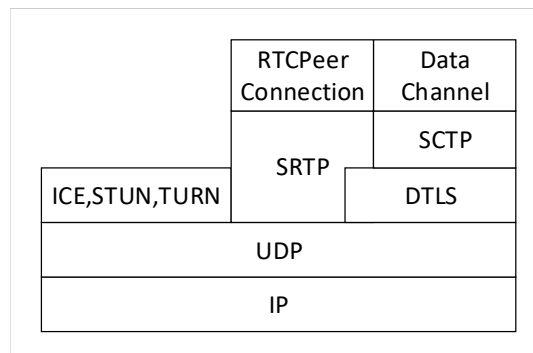 RTCPeer
Connection
Data
Channel
SCTP
SRTP
ICE,STUN,TURN
DTLS
UDP
IP